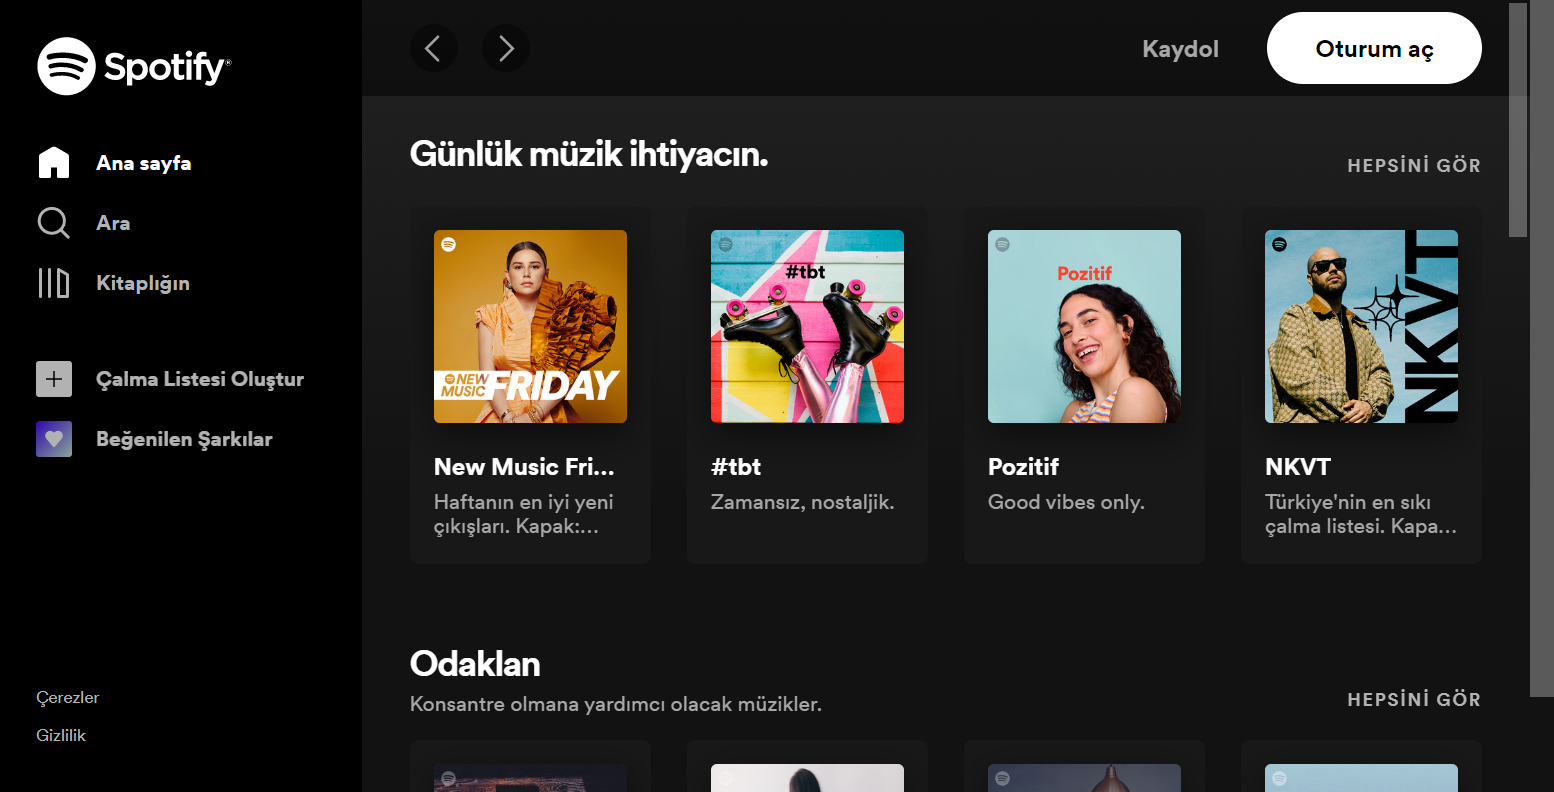 Spotify®
Ana sayfa
Ara
Kitaplığın
Çalma Listesi Oluştur
Beğenilen Şarkılar
Çerezler
Gizlilik
Kaydol
Oturum aç
Günlük müzik ihtiyacın.
HEPSİNİ GÖR
NEW
MUSIC FRIDAY
New Music Fri...
Haftanın en iyi yeni
çıkışları. Kapak:...
#tbt
#tbt
Zamansız, nostaljik.
Pozitif
Pozitif
Good vibes only.
NKVT
NKVT
Türkiye'nin en sıkı
çalma listesi. Kapa...
Odaklan
Konsantre olmana yardımcı olacak müzikler.
HEPSİNİ GÖR